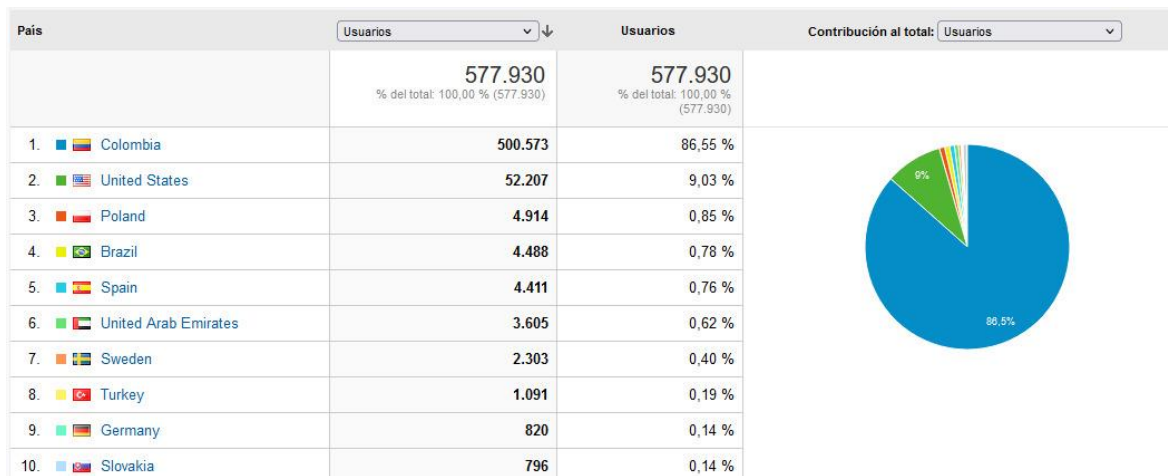 País Usuarios Usuarios Contribución al total: Usuarios
577.930 577.930
% del total: 100,00 % (577.930) % del total: 100,00 %
(577.930)
1. Colombia 500.573 86,55 %
2. United States 52.207 9,03 %
3. Poland 4.914 0,85 %
4. Brazil 4.488 0,78 %
5. Spain 4.411 0,76 %
6. United Arab Emirates 3.605 0,62 %
7. Sweden 2.303 0,40 %
8. Turkey 1.091 0,19 %
9. Germany 820 0,14 %
10. Slovakia 796 0,14 %
9%
86,5%